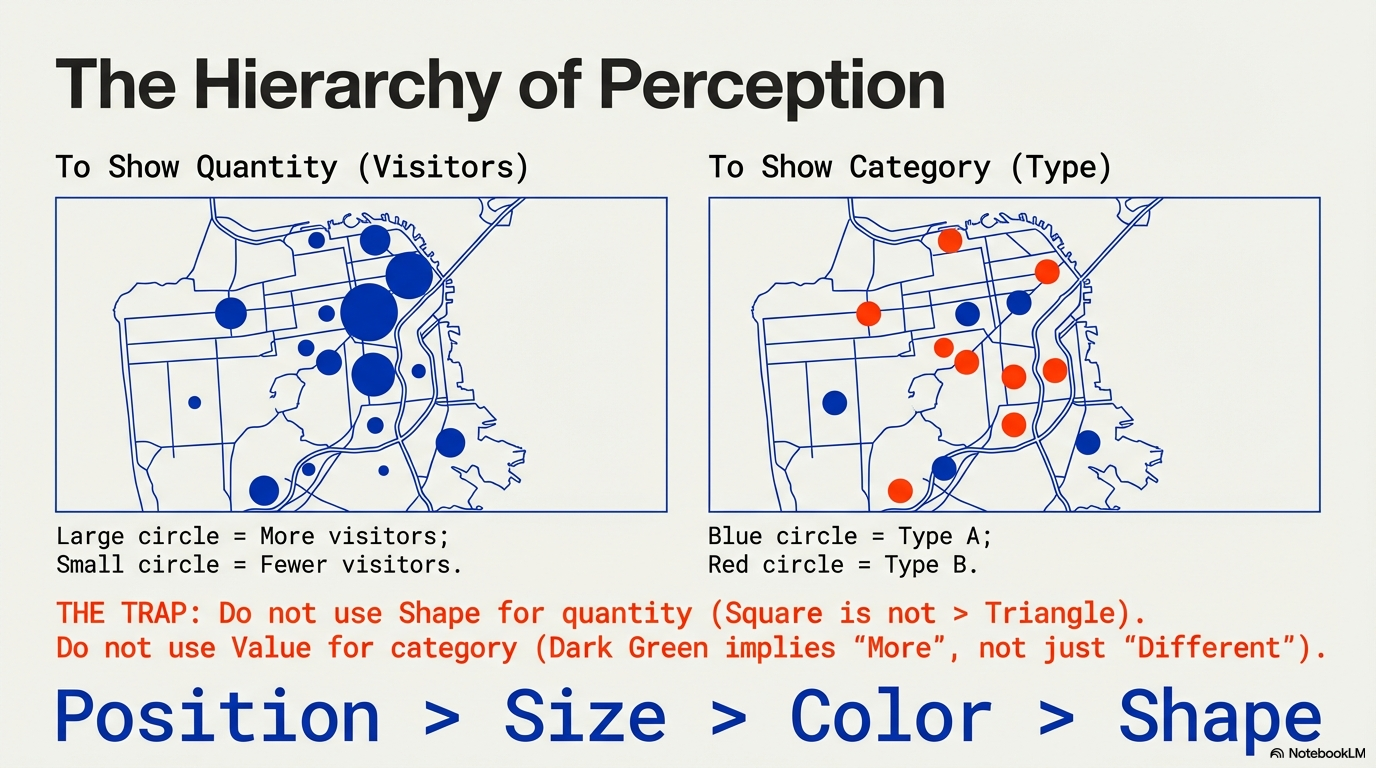 The Hierarchy of Perception
To Show Quantity (Visitors)
Large circle = More visitors;
Small circle = Fewer visitors.
To Show Category (Type)
Blue circle = Type A;
Red circle = Type B.
THE TRAP: Do not use Shape for quantity (Square is not > Triangle).
Do not use Value for category (Dark Green implies “More”, not just “Different”).
Position > Size > Color > Shape
NotebookLM